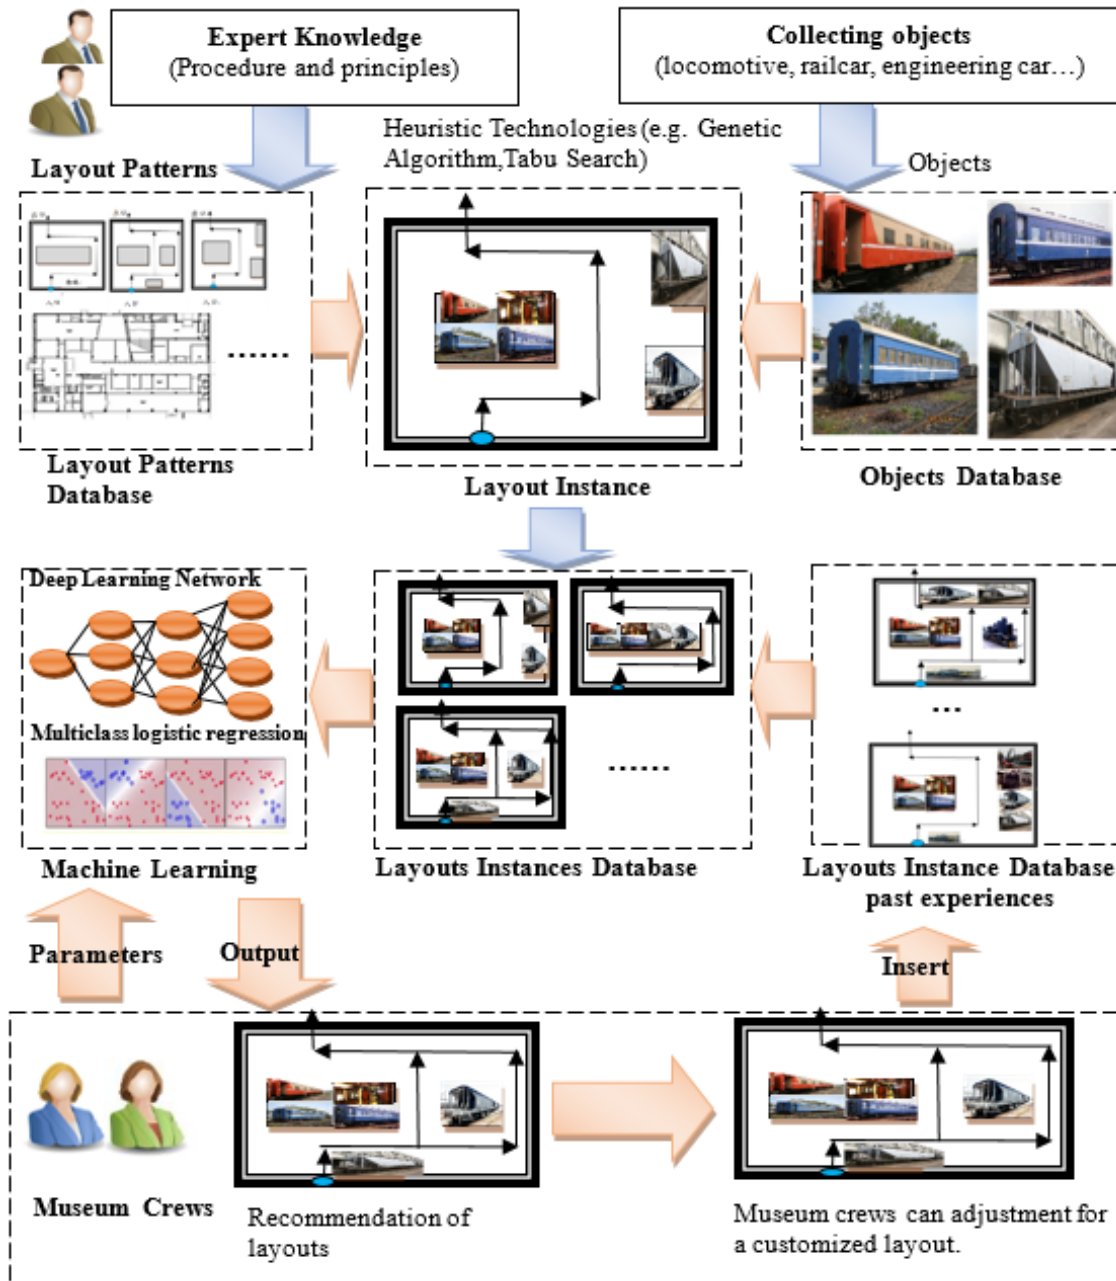 Expert Knowledge
(Procedure and principles)
Collecting objects
(locomotive, railcar, engineering car…)
Heuristic Technologies (e.g. Genetic
Algorithm,Tabu Search)
Layout Patterns
Objects
......
Layout Patterns
Database
Layout Instance
Objects Database
Deep Learning Network
Multiclass logistic regression
......
...
Machine Learning
Layouts Instances Database
Layouts Instance Database
past experiences
Parameters
Output
Insert
Museum Crews
Recommendation of
layouts
Museum crews can adjustment for
a customized layout.